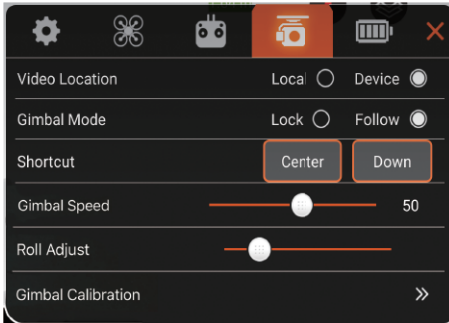 Video Location Local Device
Gimbal Mode Lock Follow
Shortcut Center Down
Gimbal Speed 50
Roll Adjust
Gimbal Calibration